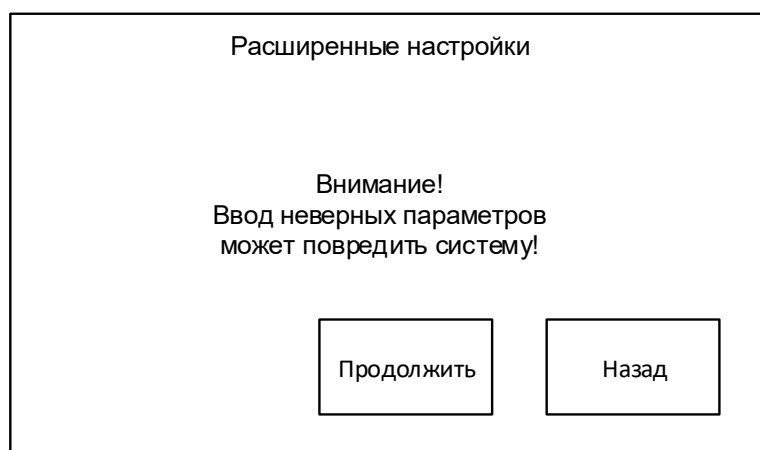 Расширенные настройки
Внимание!
Ввод неверных параметров
может повредить систему!
Продолжить
Назад